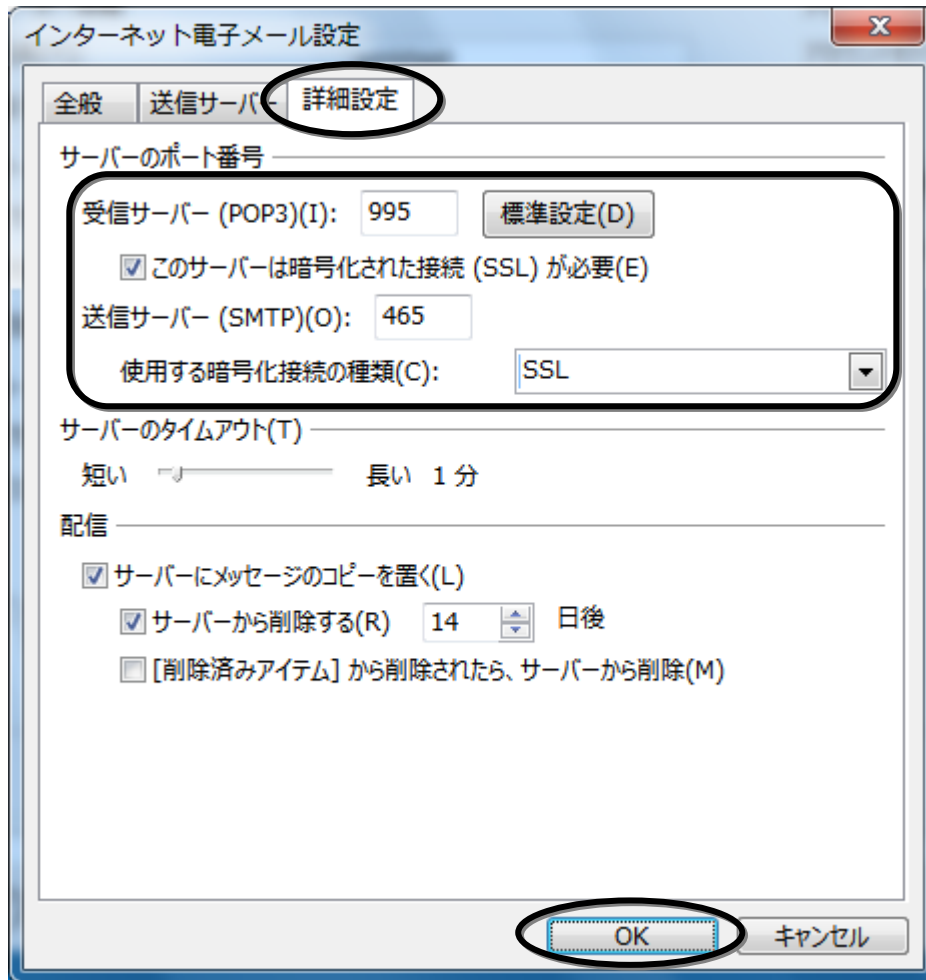 インターネット電子メール設定
全般 送信サーバー 詳細設定
サーバーのポート番号
受信サーバー (POP3)(I): 995 標準設定(D)
このサーバーは暗号化された接続 (SSL) が必要(E)
送信サーバー (SMTP)(O): 465
使用する暗号化接続の種類(C): SSL
サーバーのタイムアウト(T)
短い 長い 1 分
配信
サーバーにメッセージのコピーを置く(L)
サーバーから削除する(R) 14 日後
[削除済みアイテム] から削除されたら、サーバーから削除(M)
OK キャンセル